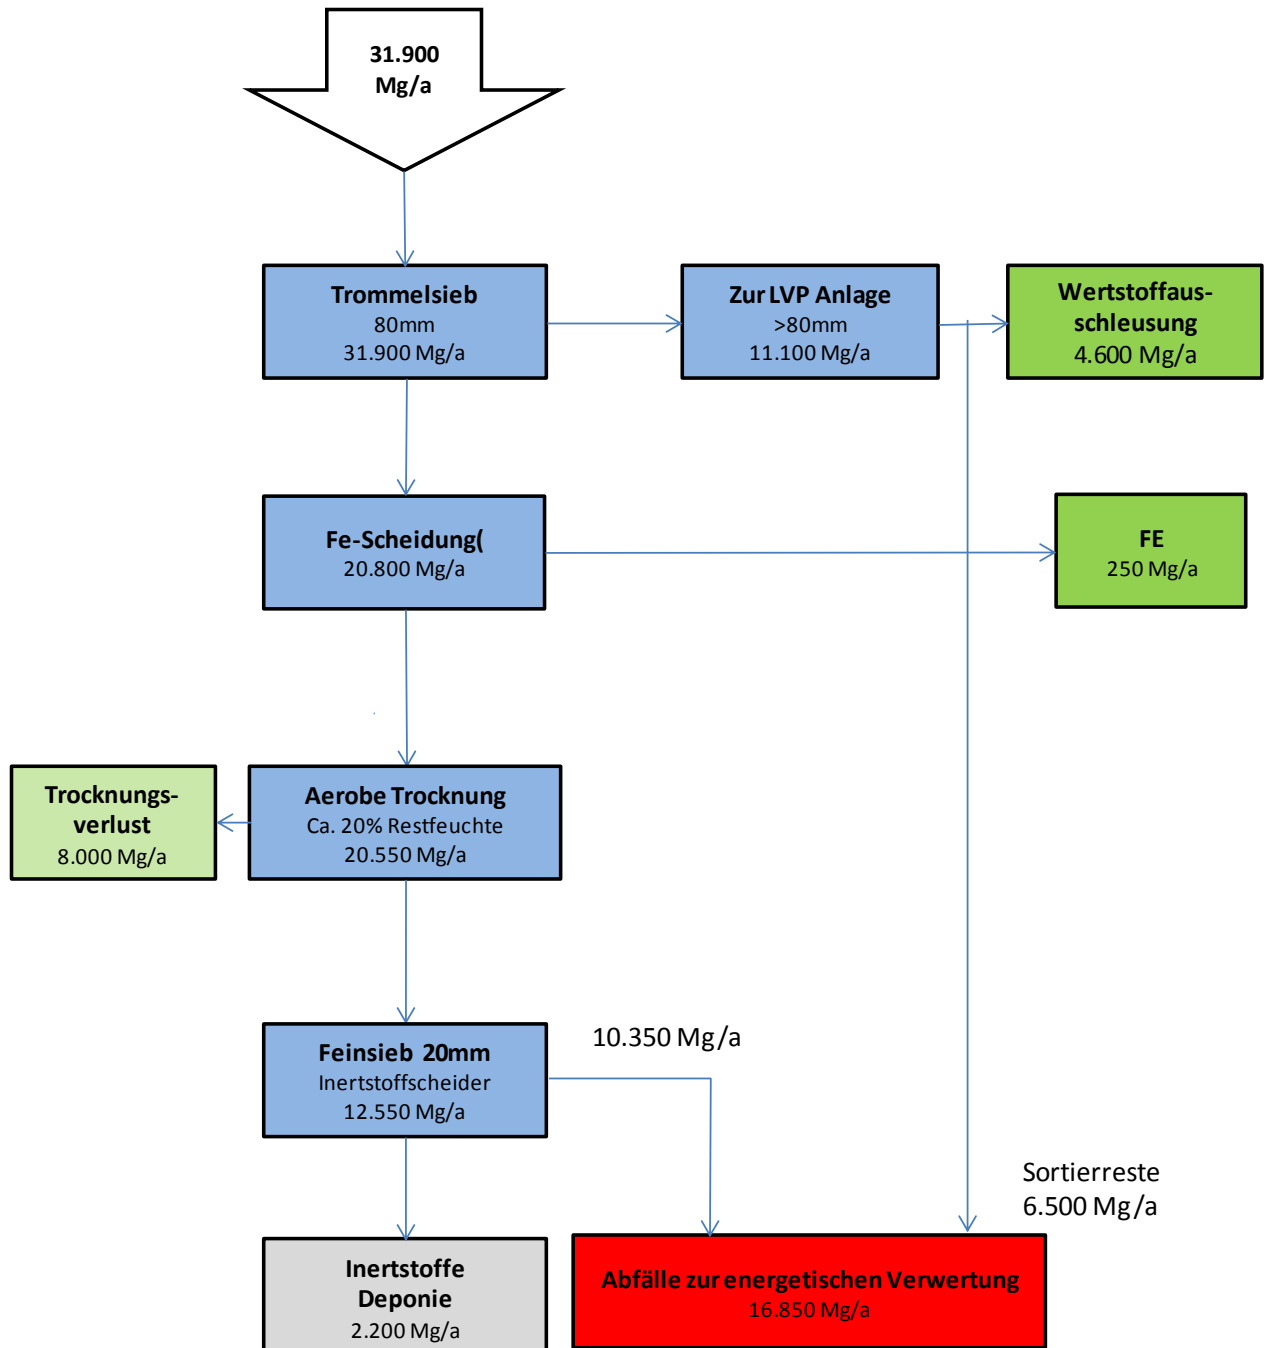 31.900
Mg/a
Trommelsieb
80mm
31.900 Mg/a
Zur LVP Anlage
>80mm
11.100 Mg/a
Wertstoffaus-
schleusung
4.600 Mg/a
Fe-Scheidung(
20.800 Mg/a
FE
250 Mg/a
Trocknungs-
verlust
8.000 Mg/a
Aerobe Trocknung
Ca. 20% Restfeuchte
20.550 Mg/a
Feinsieb 20mm
Inertstoffscheider
12.550 Mg/a
10.350 Mg/a
Sortierreste
6.500 Mg/a
Inertstoffe
Deponie
2.200 Mg/a
Abfälle zur energetischen Verwertung
16.850 Mg/a